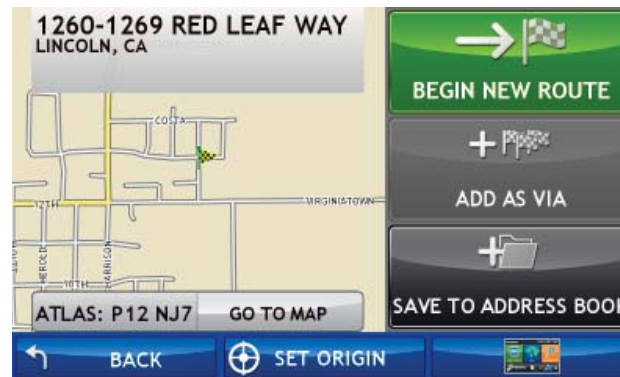 1260-1269 RED LEAF WAY
LINCOLN, CA
BEGIN NEW ROUTE
COSTA
ADD AS VIA
12TH
VIRGINIATOWN
HEROLD
HARRISON
10TH
SAVE TO ADDRESS BOOK
ATLAS: P12 NJ7
GO TO MAP
BACK
SET ORIGIN